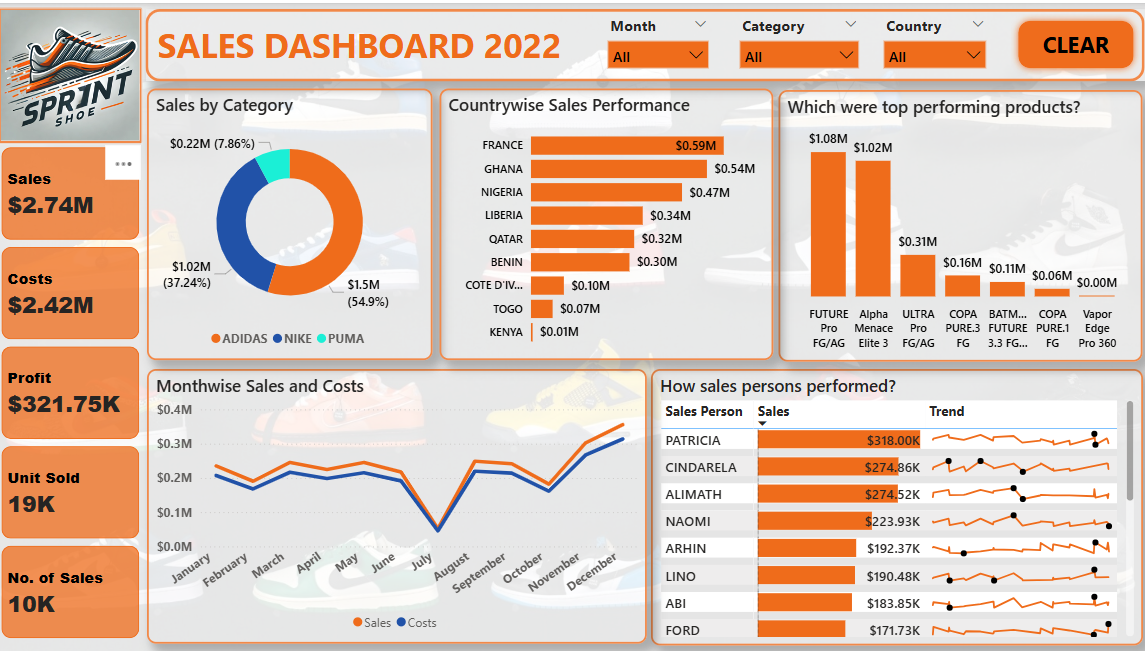 SPR1NT
SHOE
SALES DASHBOARD 2022
Month
All
Category
All
Country
All
CLEAR
Sales
$2.74M
Costs
$2.42M
Profit
$321.75K
Unit Sold
19K
No. of Sales
10K
Sales by Category
$0.22M (7.86%)
$1.02M
(37.24%)
$1.5M
(54.9%)
ADIDAS NIKE PUMA
Countrywise Sales Performance
FRANCE $0.59M
GHANA $0.54M
NIGERIA $0.47M
LIBERIA $0.34M
QATAR $0.32M
BENIN $0.30M
COTE D'IV... $0.10M
TOGO $0.07M
KENYA $0.01M
Which were top performing products?
$1.08M $1.02M $0.31M $0.16M $0.11M $0.06M $0.00M
FUTURE Alpha ULTRA COPA BATM... COPA Vapor
Pro Menace Pro PURE.3 FUTURE PURE.1 Edge
FG/AG Elite 3 FG/AG FG 3.3 FG... FG Pro 360
Monthwise Sales and Costs
$0.4M
$0.3M
$0.2M
$0.1M
$0.0M
January February March April May June July August September October November December
Sales Costs
How sales persons performed?
Sales Person Sales Trend
PATRICIA $318.00K
CINDARELA $274.86K
ALIMATH $274.52K
NAOMI $223.93K
ARHIN $192.37K
LINO $190.48K
ABI $183.85K
FORD $171.73K